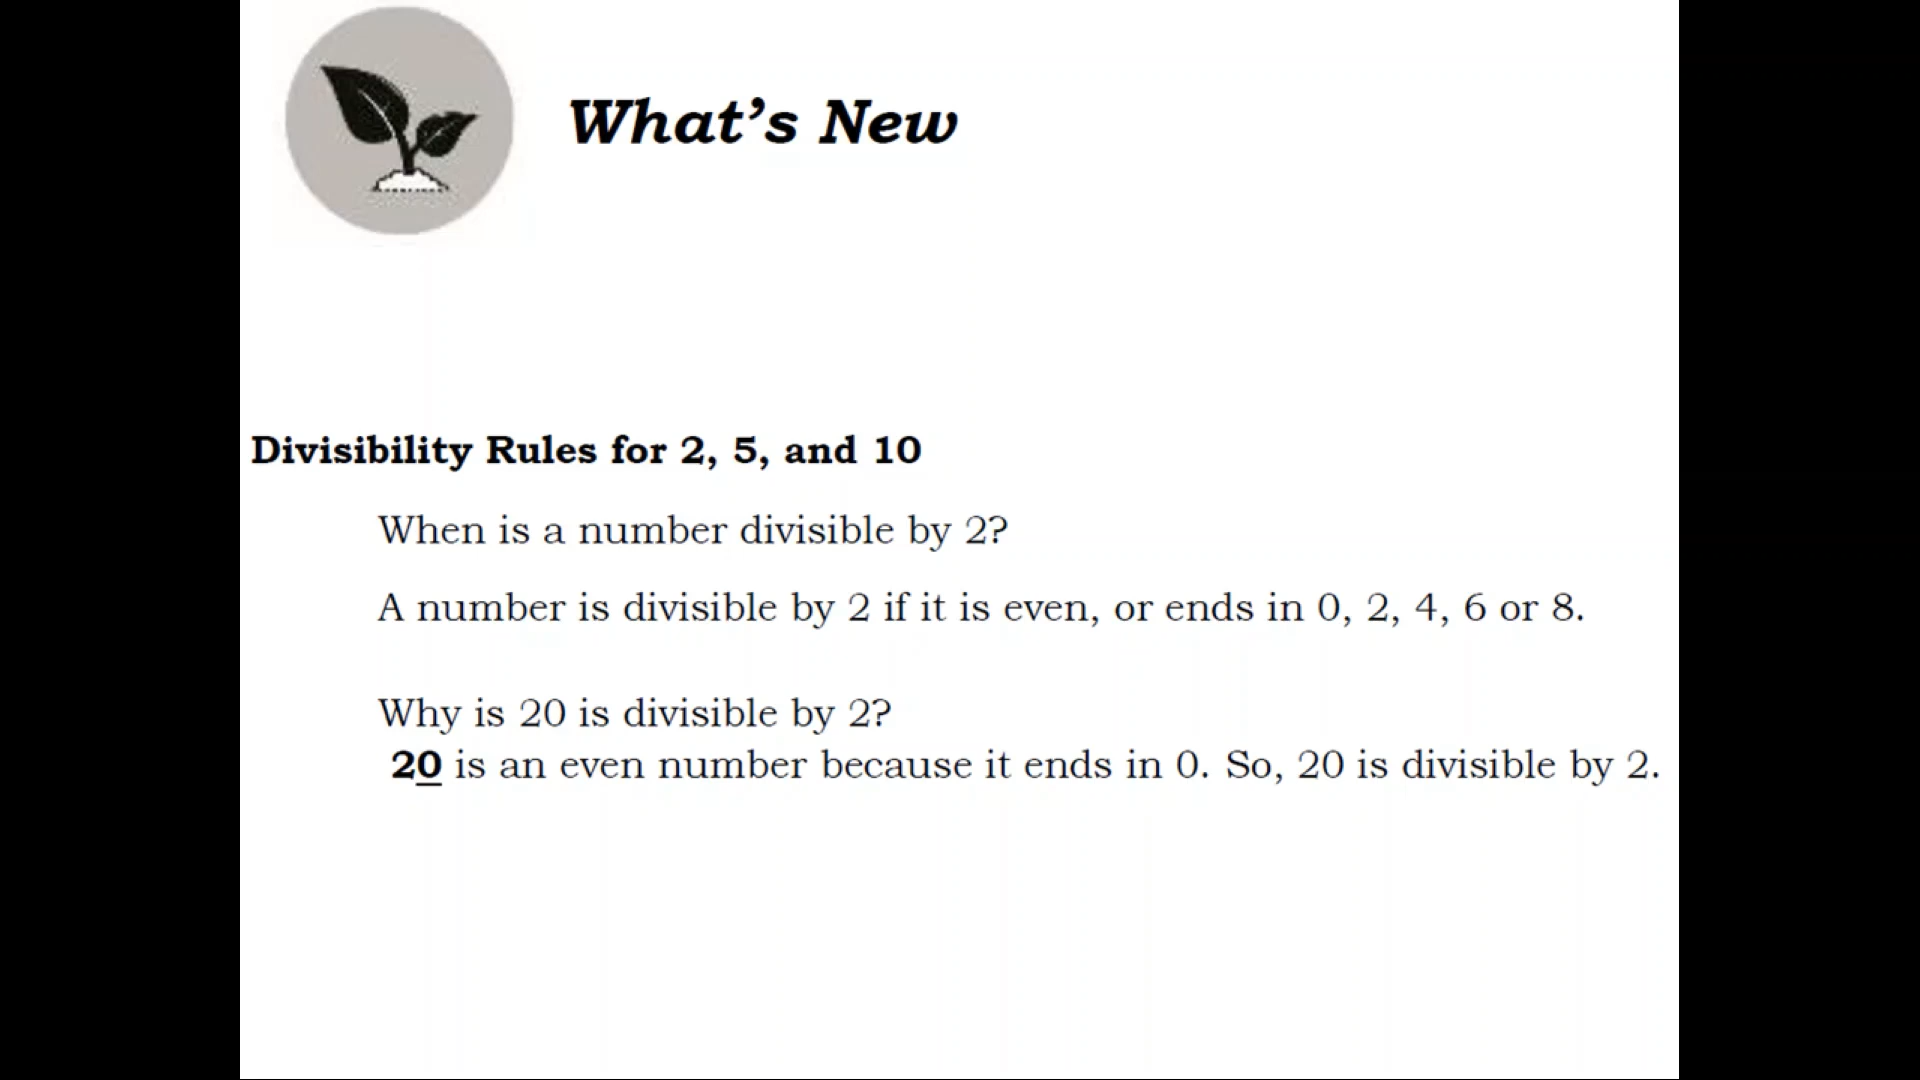 What's New
Divisibility Rules for 2, 5, and 10
When is a number divisible by 2?
A number is divisible by 2 if it is even, or ends in 0, 2, 4, 6 or 8.
Why is 20 is divisible by 2?
20 is an even number because it ends in 0. So, 20 is divisible by 2.